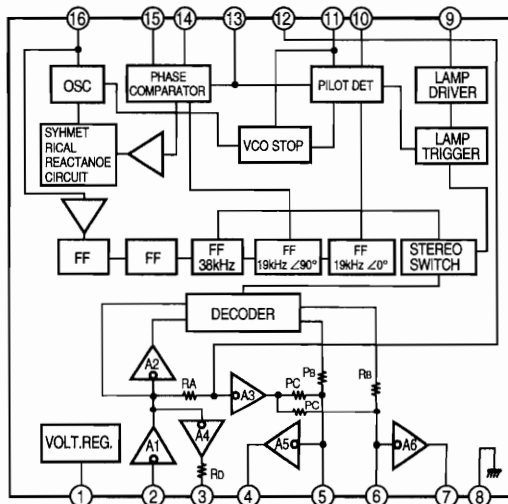 16 15 14 13 12 11 10 9
OSC
PHASE
COMPARATOR
PILOT DET
LAMP
DRIVER
SYHMET
RICAL
REACTANOE
CIRCUIT
VCO STOP
LAMP
TRIGGER
FF
FF
FF
38kHz
FF
19kHz ∠90°
FF
19kHz ∠0°
STEREO
SWITCH
DECODER
A2
RA
A3
PC
PC
PB
RB
VOLT.REG.
A1
A4
RD
A5
A6
1 2 3 4 5 6 7 8